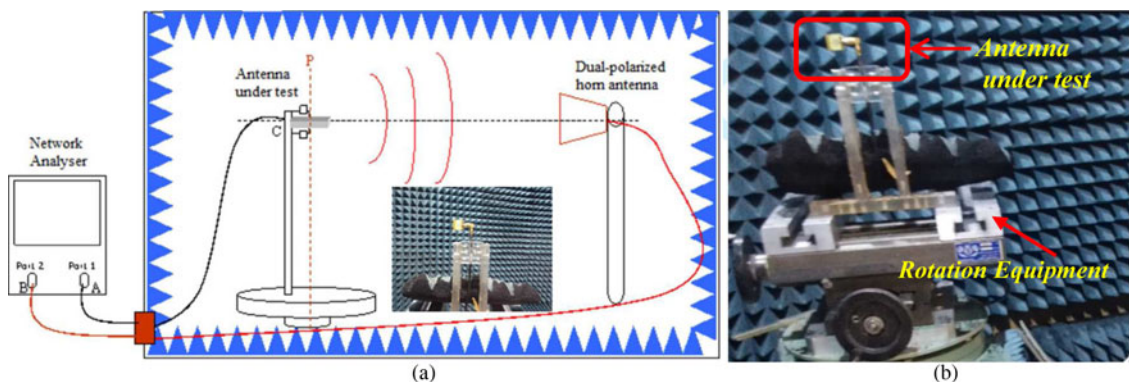 P
Antenna
under test
Dual-polarized
horn antenna
C
Network
Analyser
Port 2 Port 1
B A
(a)
Antenna
under test
Rotation Equipment
(b)